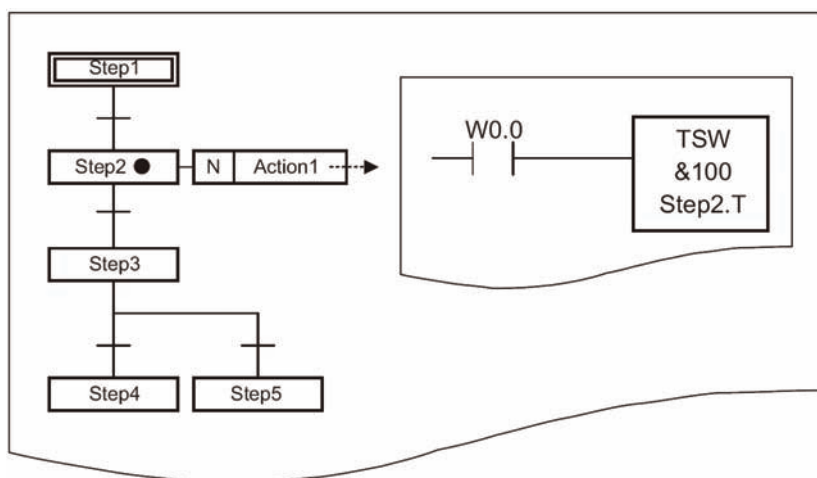 Step1
Step2
N
Action1
Step3
Step4
Step5
W0.0
TSW
&100
Step2.T